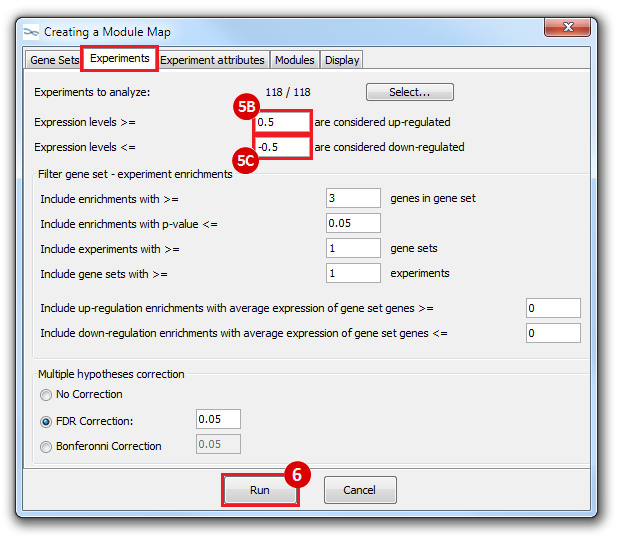 Creating a Module Map
x
Gene Sets Experiments Experiment attributes Modules Display
Experiments to analyze: 118 / 118 Select...
5B
Expression levels >= 0.5 are considered up-regulated
Expression levels <= -0.5 are considered down-regulated
5C
Filter gene set - experiment enrichments
Include enrichments with >= 3 genes in gene set
Include enrichments with p-value <= 0.05
Include experiments with >= 1 gene sets
Include gene sets with >= 1 experiments
Include up-regulation enrichments with average expression of gene set genes >= 0
Include down-regulation enrichments with average expression of gene set genes <= 0
Multiple hypotheses correction
No Correction
FDR Correction: 0.05
Bonferonni Correction 0.05
6
Run Cancel